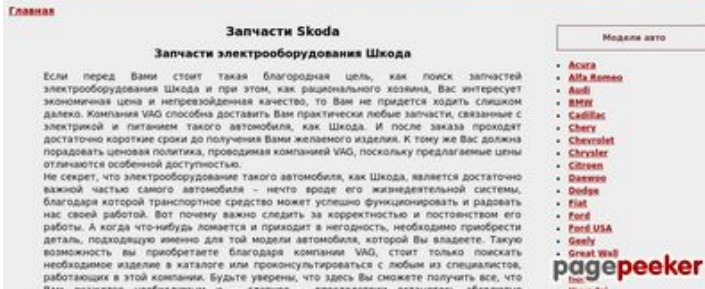 Главная
Запчасти Skoda
Запчасти электрооборудования Шкода
Если перед Вами стоит такая благородная цель, как поиск запчастей
электрооборудования Шкода и при этом, как рационального хозяина, Вас интересует
экономичная цена и непревзойденная качество, то Вам не придется ходить слишком
далеко. Компания VAG способна доставить Вам практически любые запчасти, связанные с
электрикой и питанием такого автомобиля, как Шкода. И после заказа проходят
достаточно короткие сроки до получения Вами желаемого изделия. К тому же Вас должна
порадовать ценовая политика, проводимая компанией VAG, поскольку предлагаемые цены
отличаются особенной доступностью.
Не секрет, что электрооборудование такого автомобиля, как Шкода, является достаточно
важной частью самого автомобиля – нечто вроде его жизнедеятельной системы,
благодаря которой транспортное средство может успешно функционировать и радовать
нас своей работой. Вот почему важно следить за корректностью и постоянством его
работы. А когда что-нибудь ломается и приходит в негодность, необходимо приобрести
деталь, подходящую именно для той модели автомобиля, которой Вы владеете. Такую
возможность вы приобретаете благодаря компании VAG, стоит только поискать
необходимое изделие в каталоге или проконсультироваться с любым из специалистов,
работающих в этой компании. Будьте уверены, что здесь Вы сможете получить все, что
Модели авто
Acura
Alfa Romeo
Audi
BMW
Cadillac
Chery
Chevrolet
Chrysler
Citroen
Daewoo
Dodge
Fiat
Ford
Ford USA
Geely
Great Wall
pagepeeker